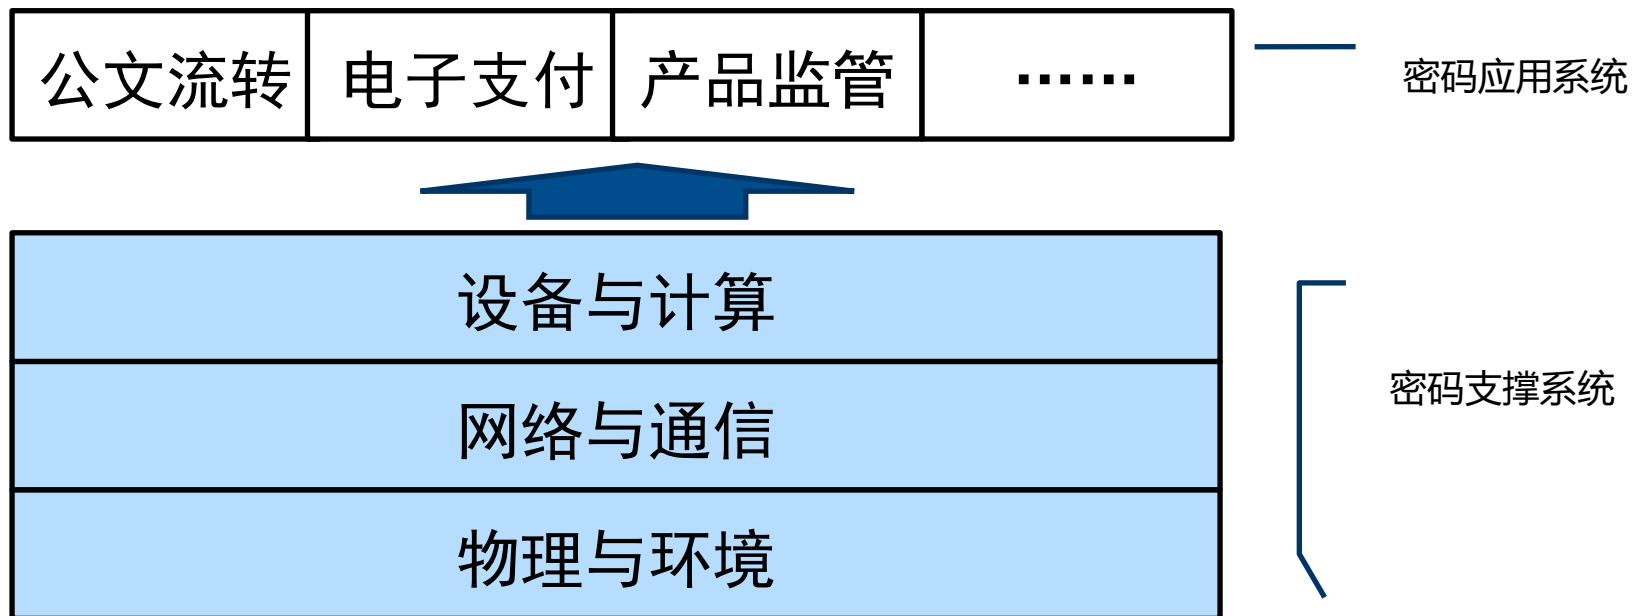 公文流转 电子支付 产品监管 ······
密码应用系统
设备与计算
网络与通信
密码支撑系统
物理与环境